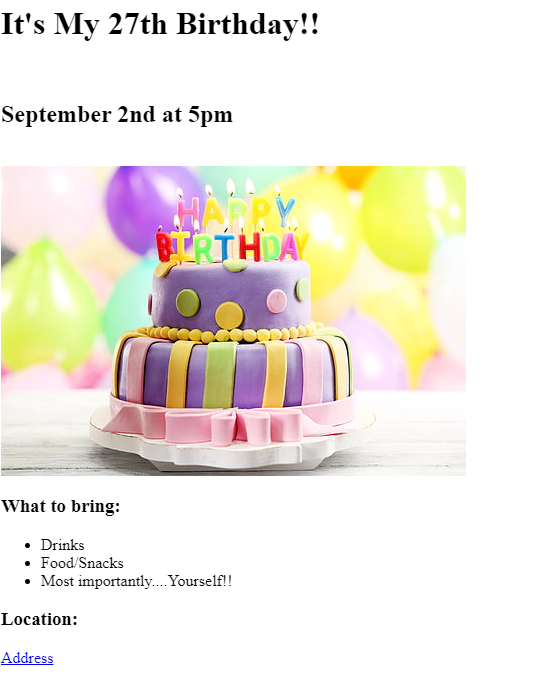 It's My 27th Birthday!!
September 2nd at 5pm
HAPPY
BIRTHDAY
What to bring:
Drinks
Food/Snacks
Most importantly....Yourself!!
Location:
Address